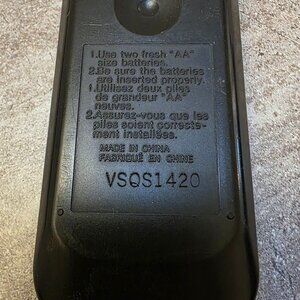 1.Use two fresh "AA"
size batteries.
2.Be sure the batteries
are inserted properly.
1.Utilisez deux piles
de grandeur "AA"
neuves.
2.Assurez-vous que les
piles soient correcte-
ment installées.
MADE IN CHINA
FABRIQUÉ EN CHINE
VSQS1420